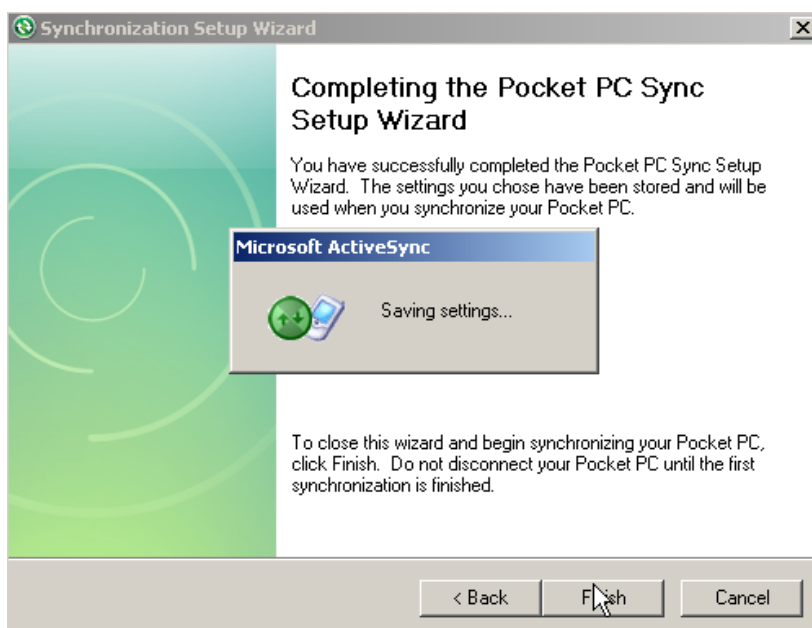 Synchronization Setup Wizard
Completing the Pocket PC Sync
Setup Wizard
You have successfully completed the Pocket PC Sync Setup
Wizard. The settings you chose have been stored and will be
used when you synchronize your Pocket PC.
Microsoft ActiveSync
Saving settings...
To close this wizard and begin synchronizing your Pocket PC,
click Finish. Do not disconnect your Pocket PC until the first
synchronization is finished.
< Back
Finish
Cancel